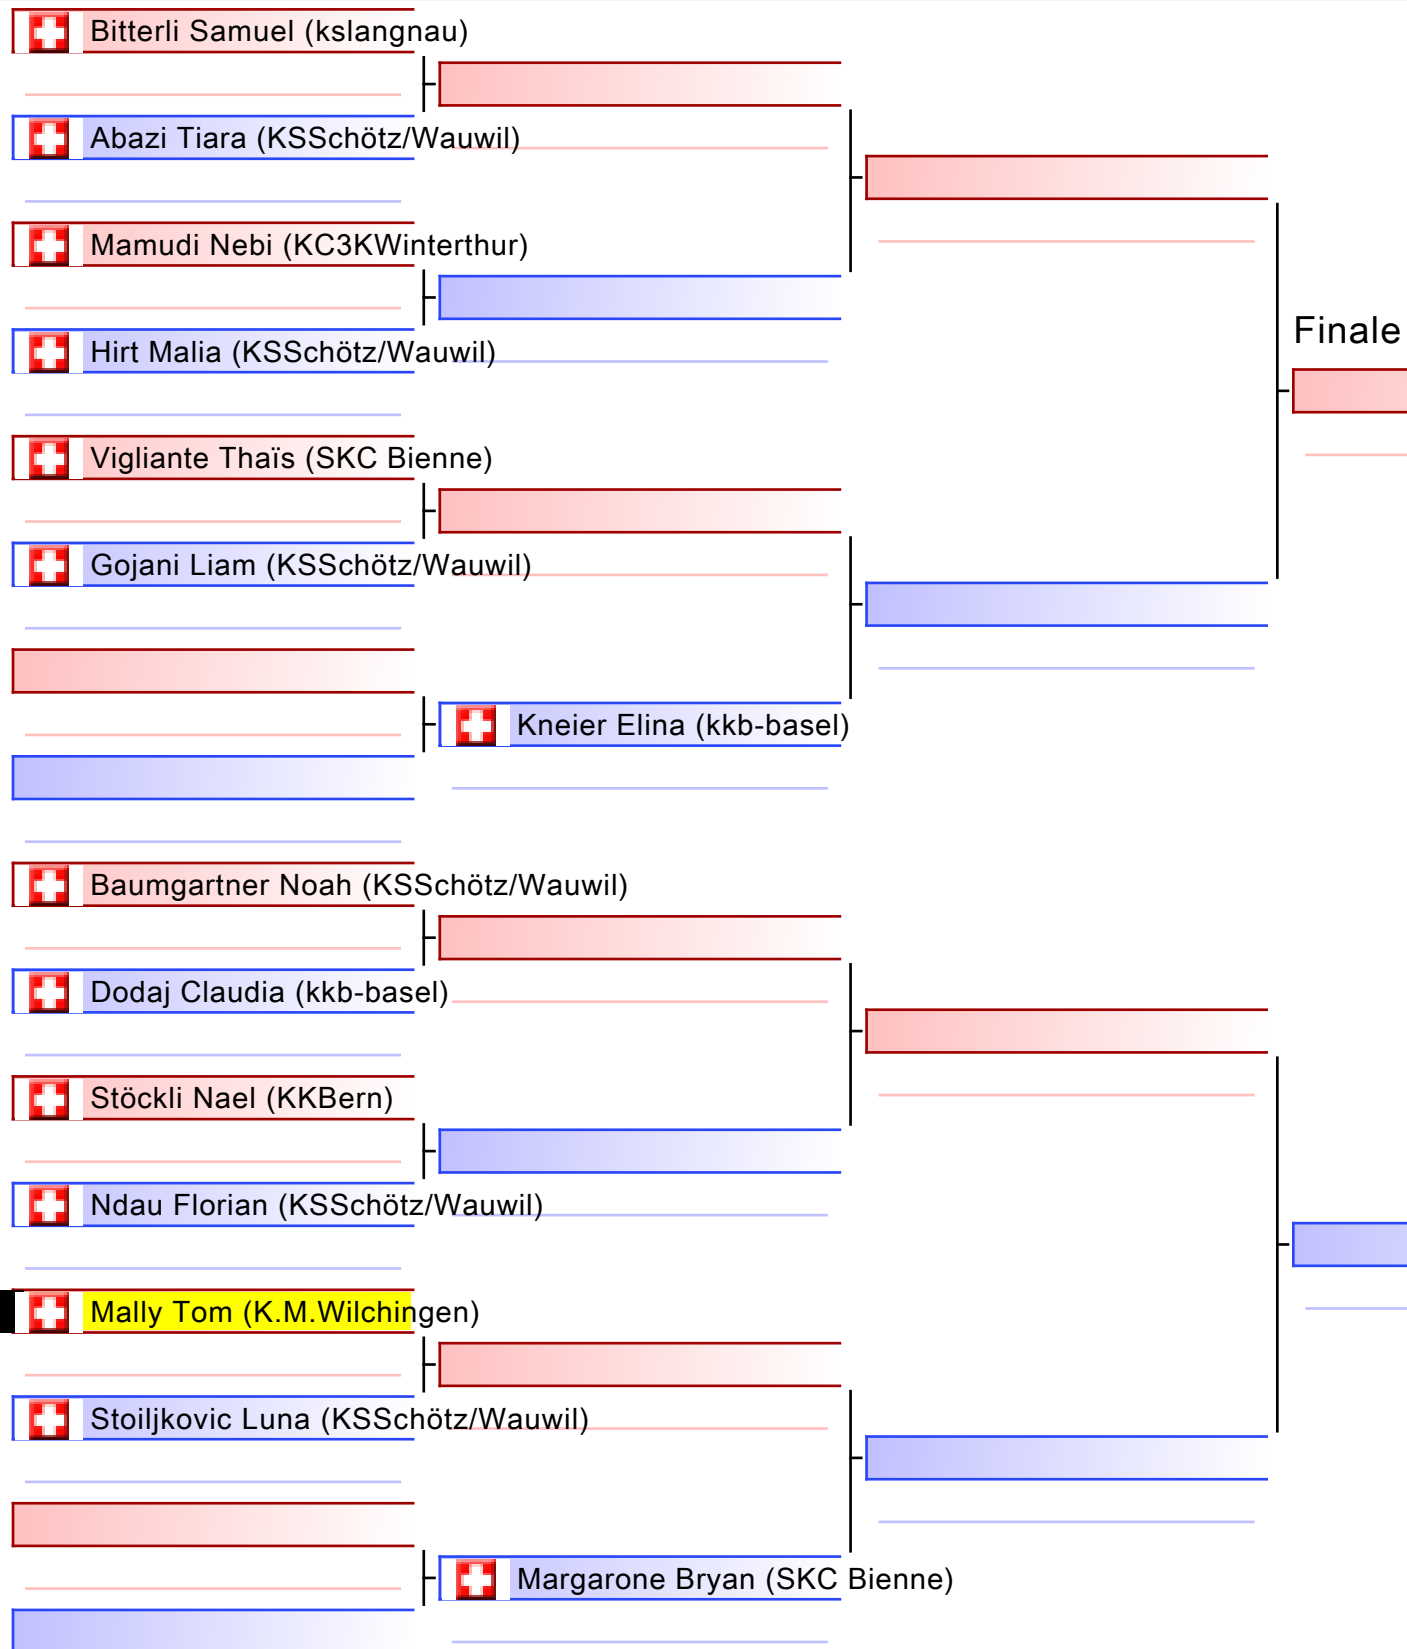 Bitterli Samuel (kslangnau)
Abazi Tiara (KSSchötz/Wauwil)
Mamudi Nebi (KC3KWinterthur)
Hirt Malia (KSSchötz/Wauwil)
Finale
Vigliante Thaïs (SKC Bienne)
Gojani Liam (KSSchötz/Wauwil)
Kneier Elina (kkb-basel)
Baumgartner Noah (KSSchötz/Wauwil)
Dodaj Claudia (kkb-basel)
Stöckli Nael (KKBern)
Ndau Florian (KSSchötz/Wauwil)
Mally Tom (K.M.Wilchingen)
Stoiljkovic Luna (KSSchötz/Wauwil)
Margarone Bryan (SKC Bienne)